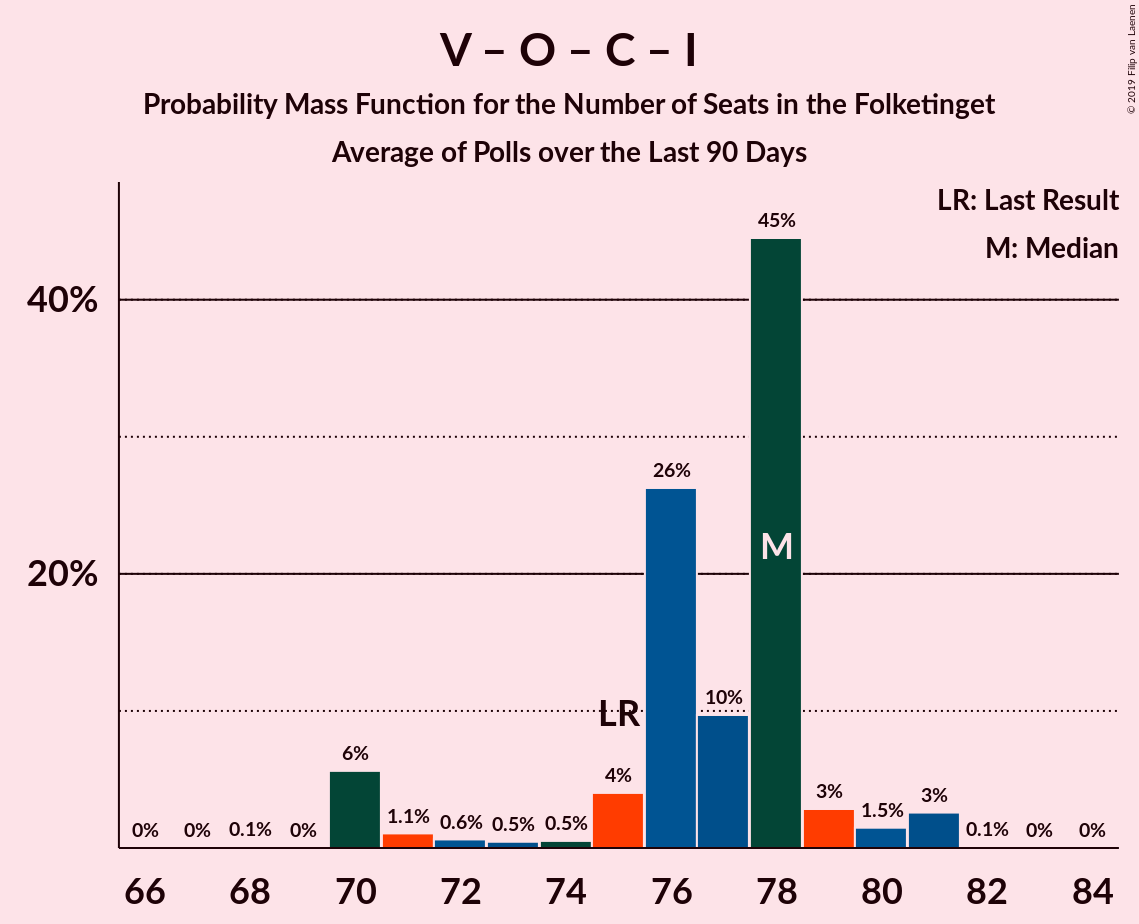 V – O – C – I
Probability Mass Function for the Number of Seats in the Folketinget
Average of Polls over the Last 90 Days
© 2019 Filip van Laenen
LR: Last Result
M: Median
40%
20%
0%
0%
0.1%
0%
6%
1.1%
0.6%
0.5%
0.5%
4%
LR
26%
10%
45%
M
3%
1.5%
3%
0.1%
0%
0%
66 68 70 72 74 76 78 80 82 84